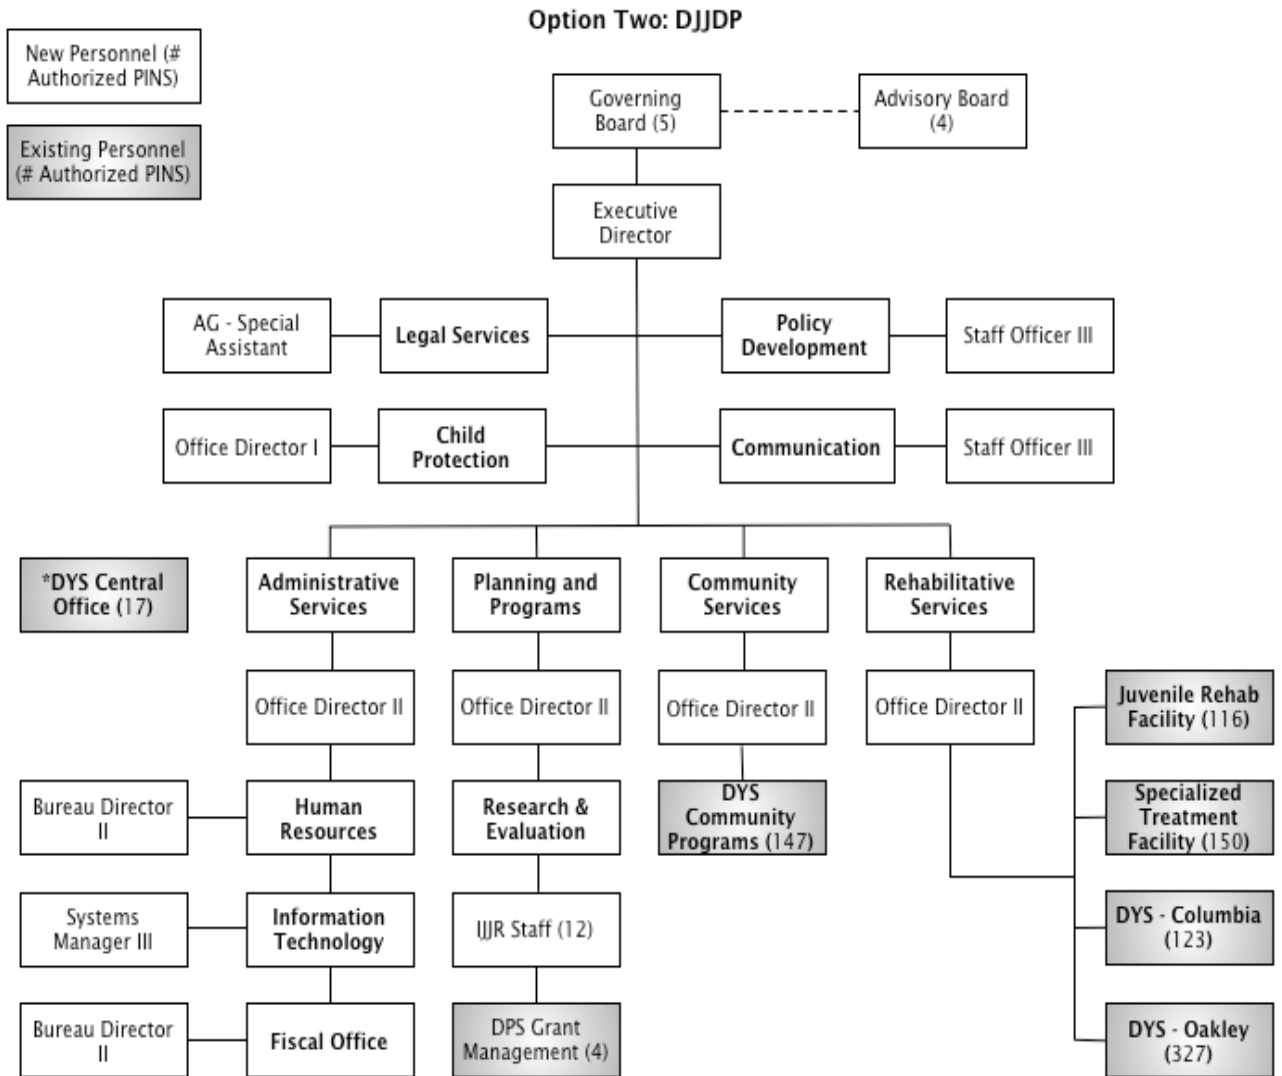 Option Two: DJJDP
New Personnel (#
Authorized PINS)
Existing Personnel
(# Authorized PINS)
Governing
Board (5)
Advisory Board
(4)
Executive
Director
AG - Special
Assistant
Legal Services
Policy
Development
Staff Officer III
Office Director I
Child
Protection
Communication
Staff Officer III
*DYS Central
Office (17)
Administrative
Services
Planning and
Programs
Community
Services
Rehabilitative
Services
Office Director II
Office Director II
Office Director II
Office Director II
Juvenile Rehab
Facility (116)
Bureau Director
II
Human
Resources
Research &
Evaluation
DYS
Community
Programs (147)
Specialized
Treatment
Facility (150)
Systems
Manager III
Information
Technology
IJJR Staff (12)
DYS - Columbia
(123)
Bureau Director
II
Fiscal Office
DPS Grant
Management (4)
DYS - Oakley
(327)